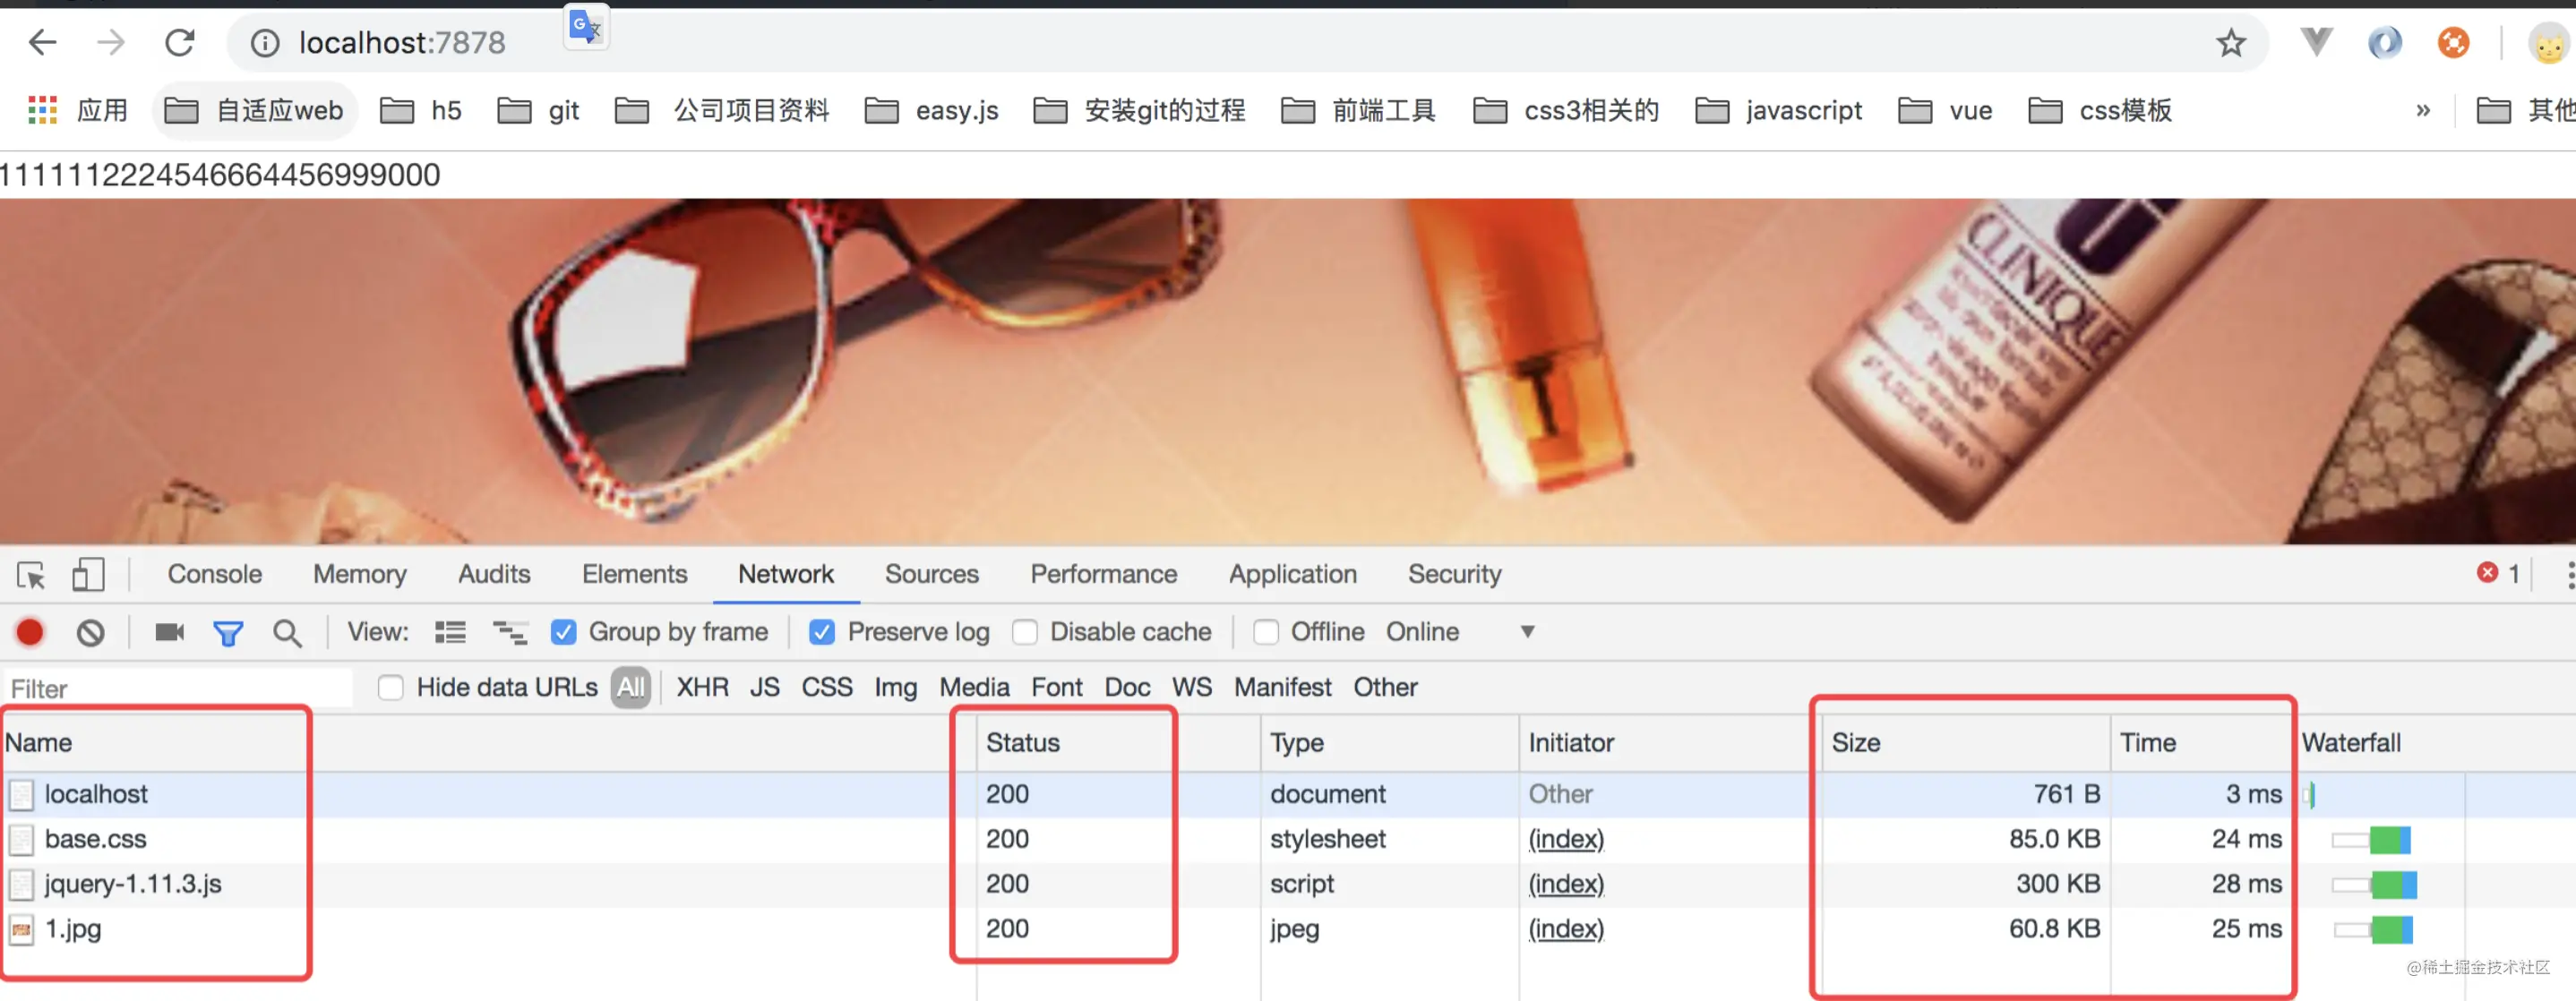 localhost:7878
应用 自适应web h5 git 公司项目资料 easy.js 安装git的过程 前端工具 css3相关的 javascript vue css模板 » 其他
11111122245466644569990​00
CLINIQUE
Console Memory Audits Elements Network Sources Performance Application Security 1
View: Group by frame Preserve log Disable cache Offline Online
Filter Hide data URLs All XHR JS CSS Img Media Font Doc WS Manifest Other
Name Status Type Initiator Size Time Waterfall
localhost 200 document Other 761 B 3 ms
base.css 200 stylesheet (index) 85.0 KB 24 ms
jquery-1.11.3.js 200 script (index) 300 KB 28 ms
1.jpg 200 jpeg (index) 60.8 KB 25 ms
@稀土掘金技术社区